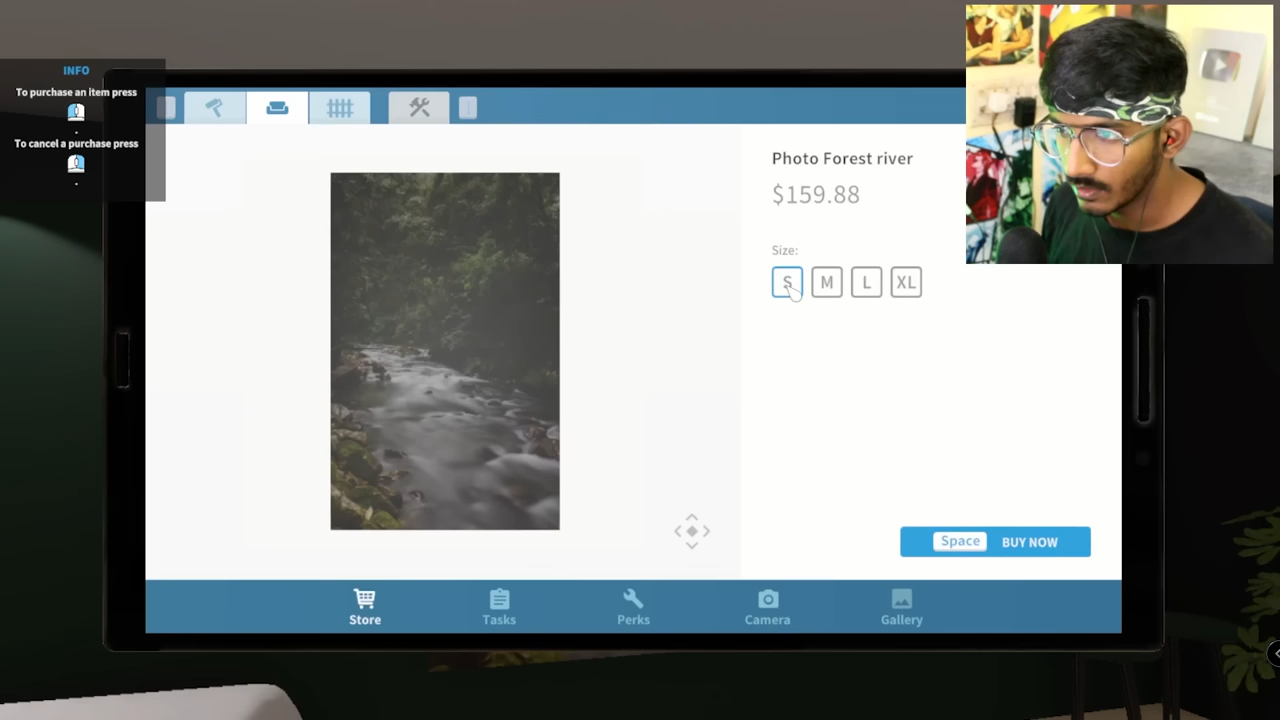 INFO
To purchase an item press
.
To cancel a purchase press
.
Photo Forest river
$159.88
Size:
S M L XL
Space BUY NOW
Store Tasks Perks Camera Gallery